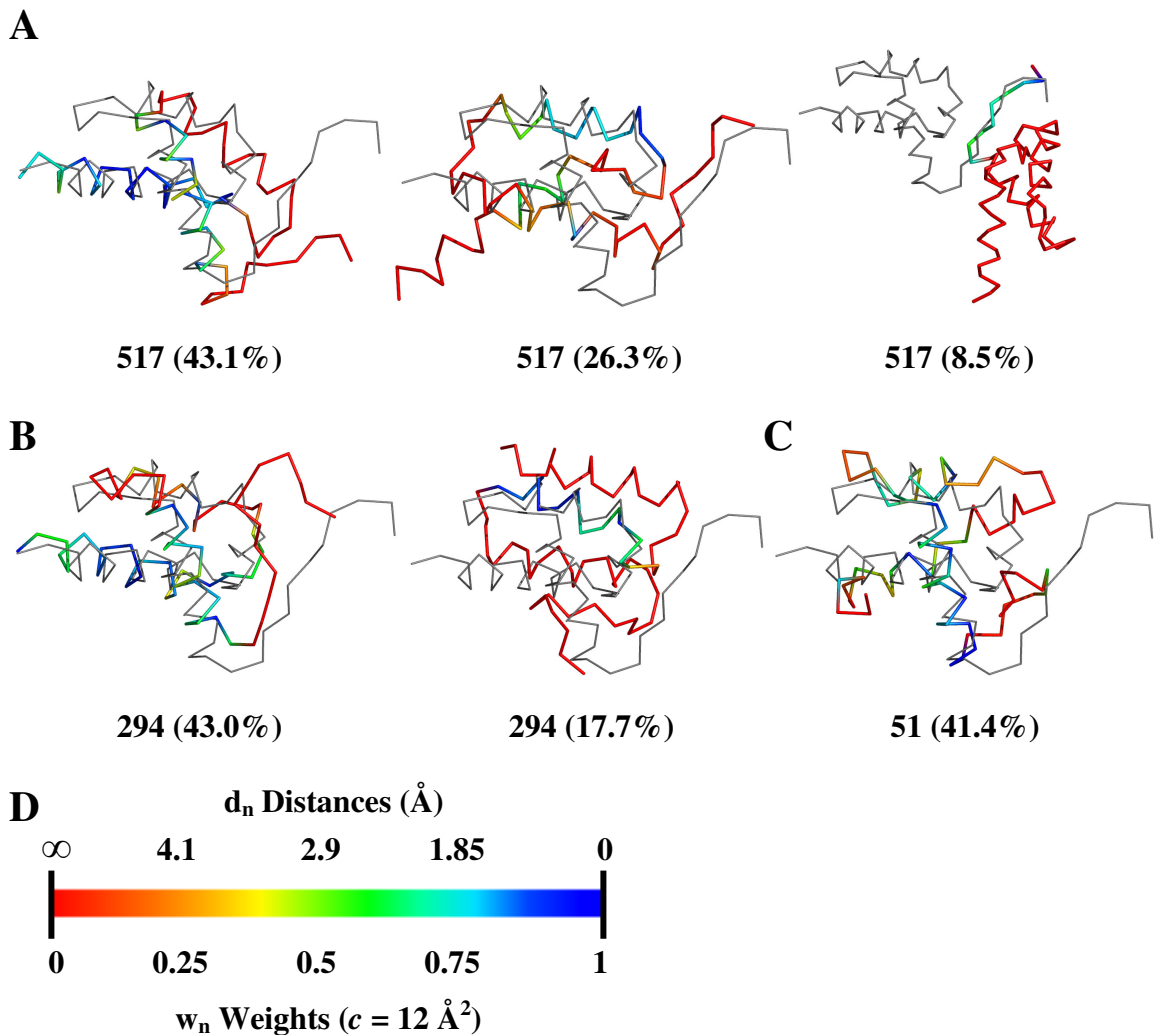 A
517 (43.1%) 517 (26.3%) 517 (8.5%)
B C
294 (43.0%) 294 (17.7%) 51 (41.4%)
D
dₙ Distances (Å)
∞ 4.1 2.9 1.85 0
0 0.25 0.5 0.75 1
wₙ Weights (c = 12 Å²)